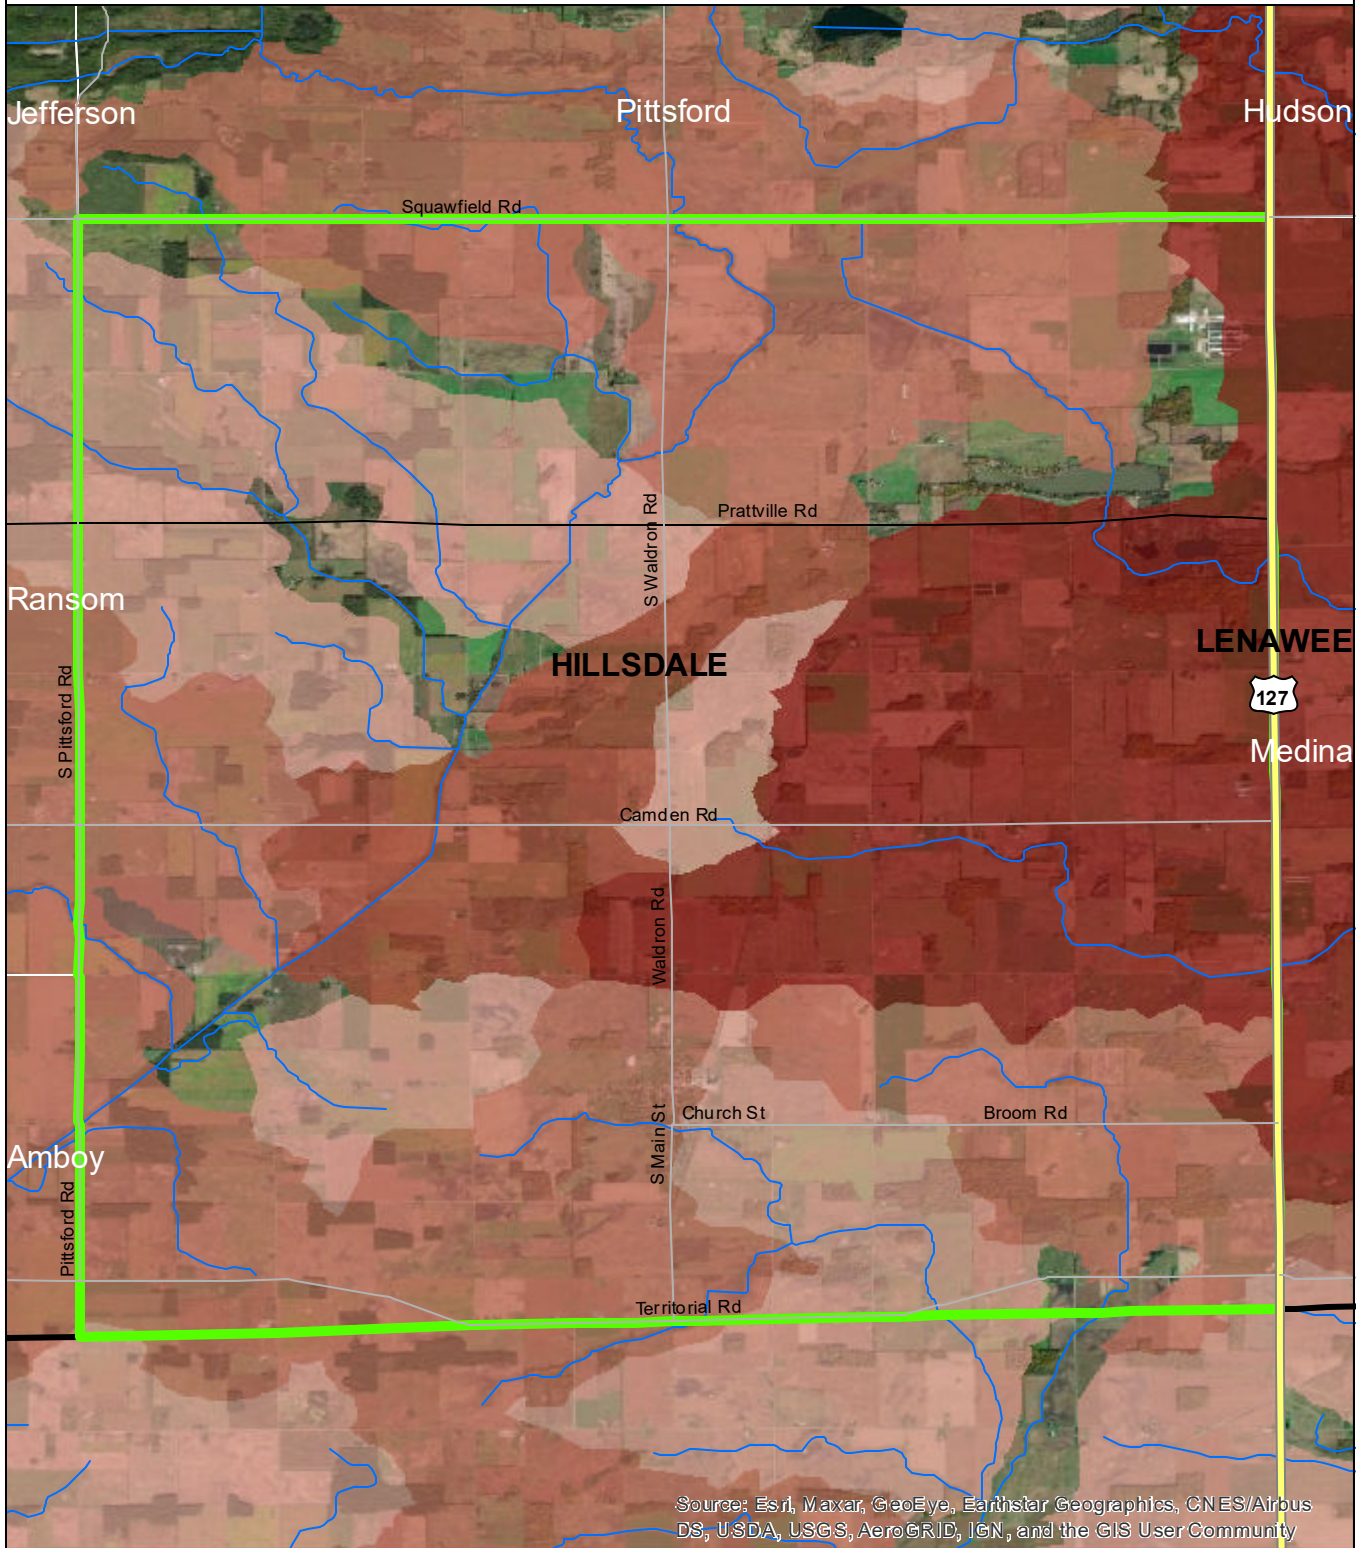 Jefferson
Pittsford
Hudson
Squawfield Rd
S Waldron Rd
Prattville Rd
Ransom
HILLSDALE
LENAWEE
127
S Pittsford Rd
Medina
Camden Rd
Waldron Rd
S Main St
Church St
Broom Rd
Amboy
Pittsford Rd
Territorial Rd
Source: Esri, Maxar, GeoEye, Earthstar Geographics, CNES/Airbus
DS, USDA, USGS, AeroGRID, IGN, and the GIS User Community